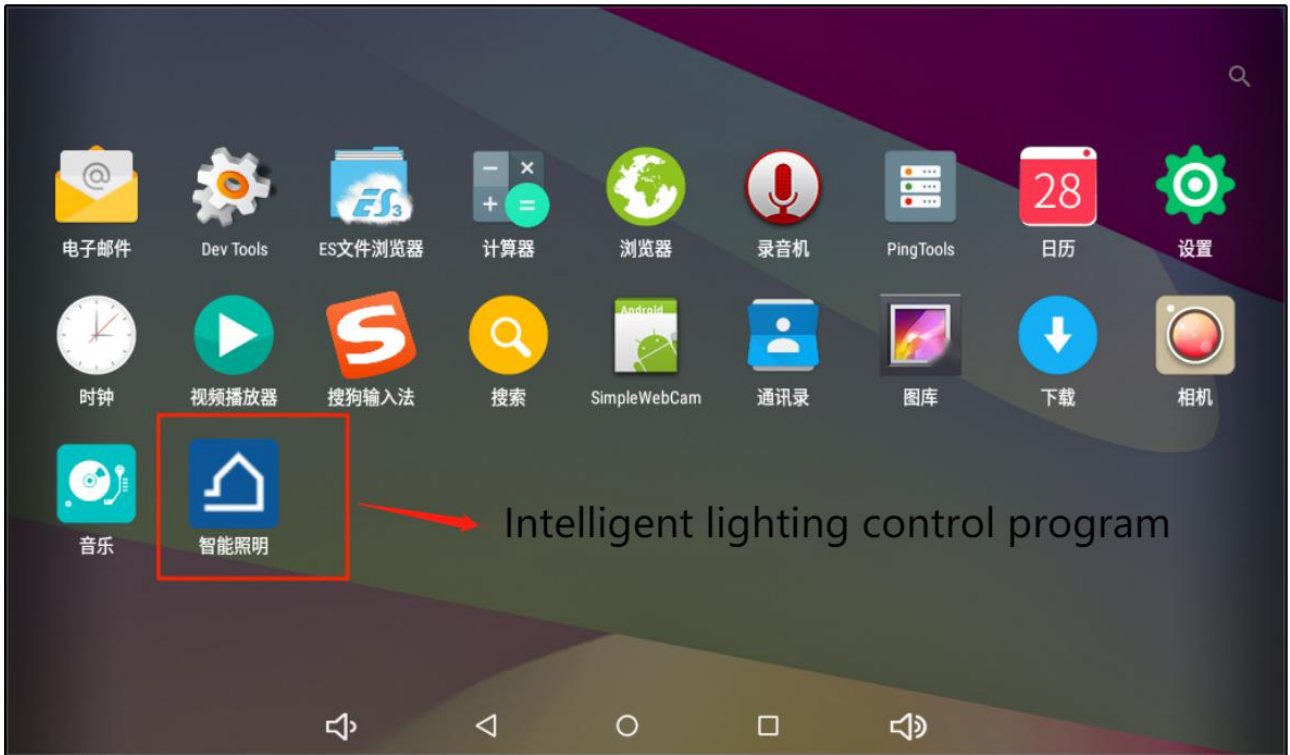 @
28
电子邮件
Dev Tools
ES文件浏览器
计算器
浏览器
录音机
PingTools
日历
设置
Android
时钟
视频播放器
搜狗输入法
搜索
SimpleWebCam
通讯录
图库
下载
相机
音乐
智能照明
Intelligent lighting control program